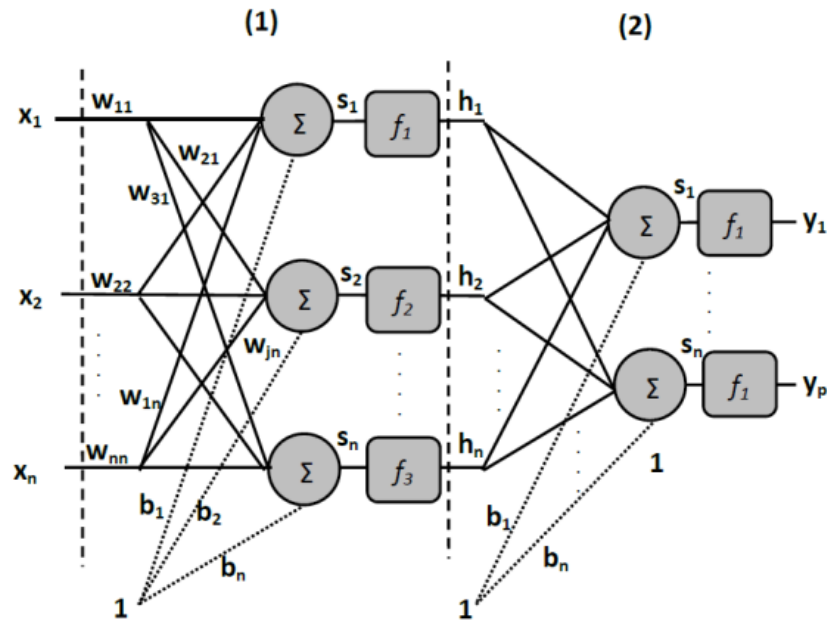 (1) (2)
x₁ w₁₁ Σ s₁ f₁ h₁
w₂₁
w₃₁
Σ s₁ f₁ y₁
x₂ w₂₂ Σ s₂ f₂ h₂
w₁ₙ wⱼₙ
Σ sₙ f₁ yₚ
xₙ wₙₙ Σ sₙ f₃ hₙ
1
b₁ b₂ bₙ
b₁ bₙ
1 1